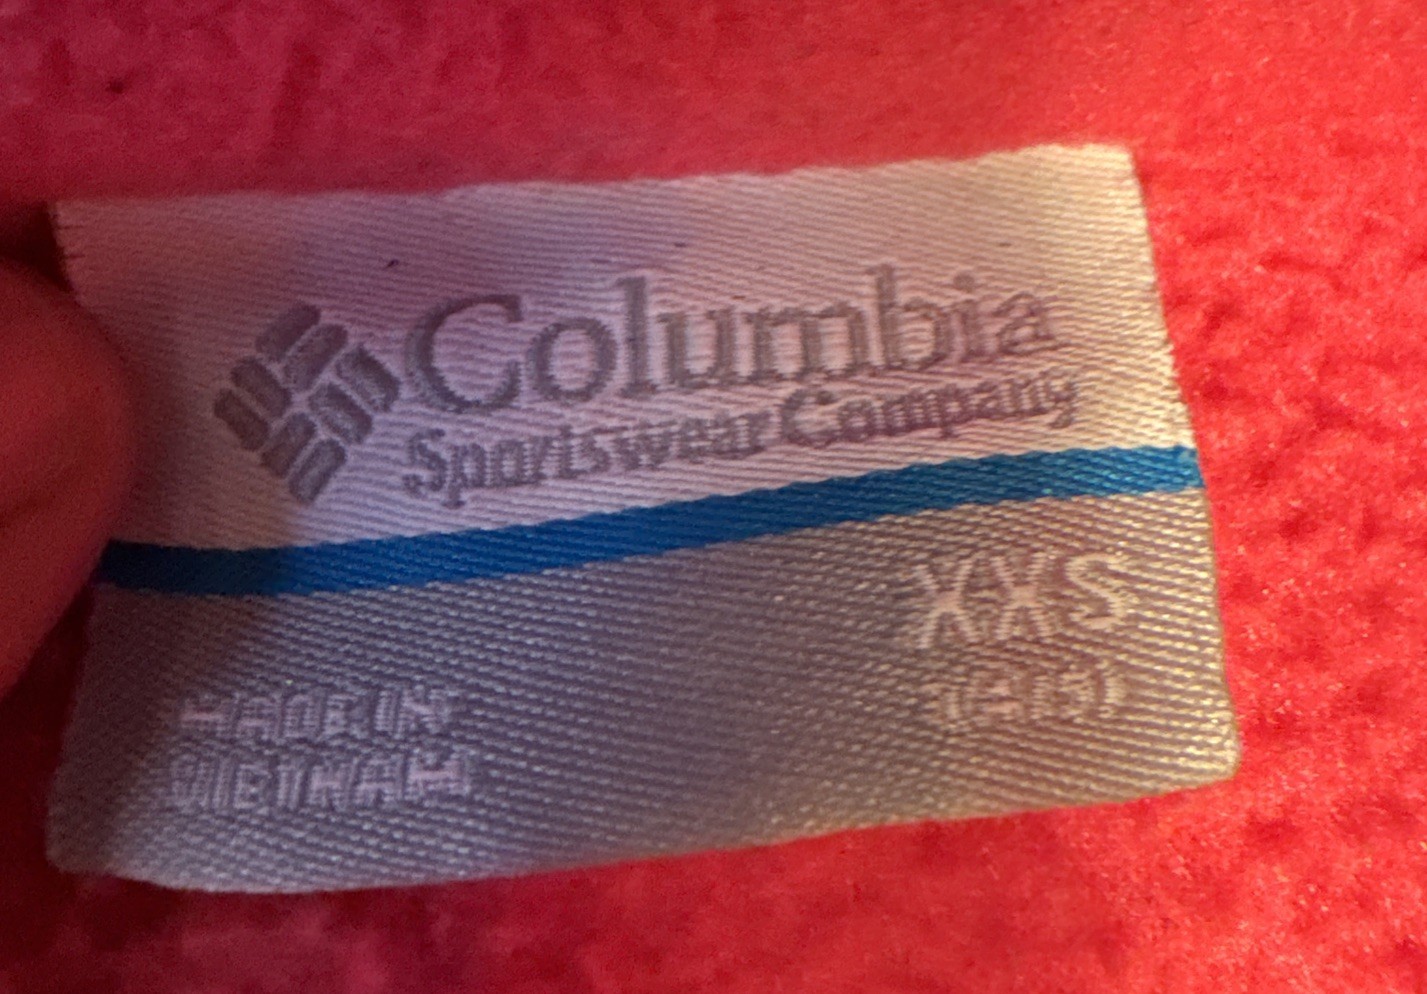 Columbia
Sportswear Company
XXS
MADE IN
VIETNAM